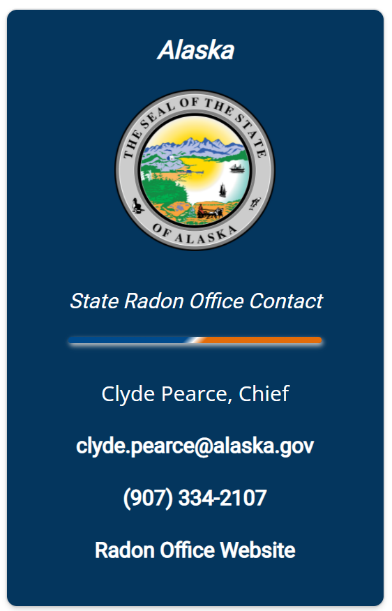 Alaska
THE SEAL OF THE STATE
OF ALASKA
State Radon Office Contact
Clyde Pearce, Chief
clyde.pearce@alaska.gov
(907) 334-2107
Radon Office Website